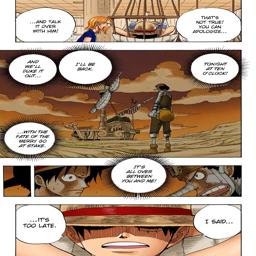 THAT'S
NOT TRUE!
YOU CAN
APOLOGIZE...
...AND TALK
IT OVER
WITH HIM!
TONIGHT
AT TEN
O'CLOCK!
I'LL BE
BACK.
AND
WE'LL
DUKE IT
OUT...
...WITH THE
FATE OF THE
MERRY GO
AT STAKE.
IT'S
ALL OVER
BETWEEN
YOU AND ME!
I SAID...
...IT'S
TOO LATE.